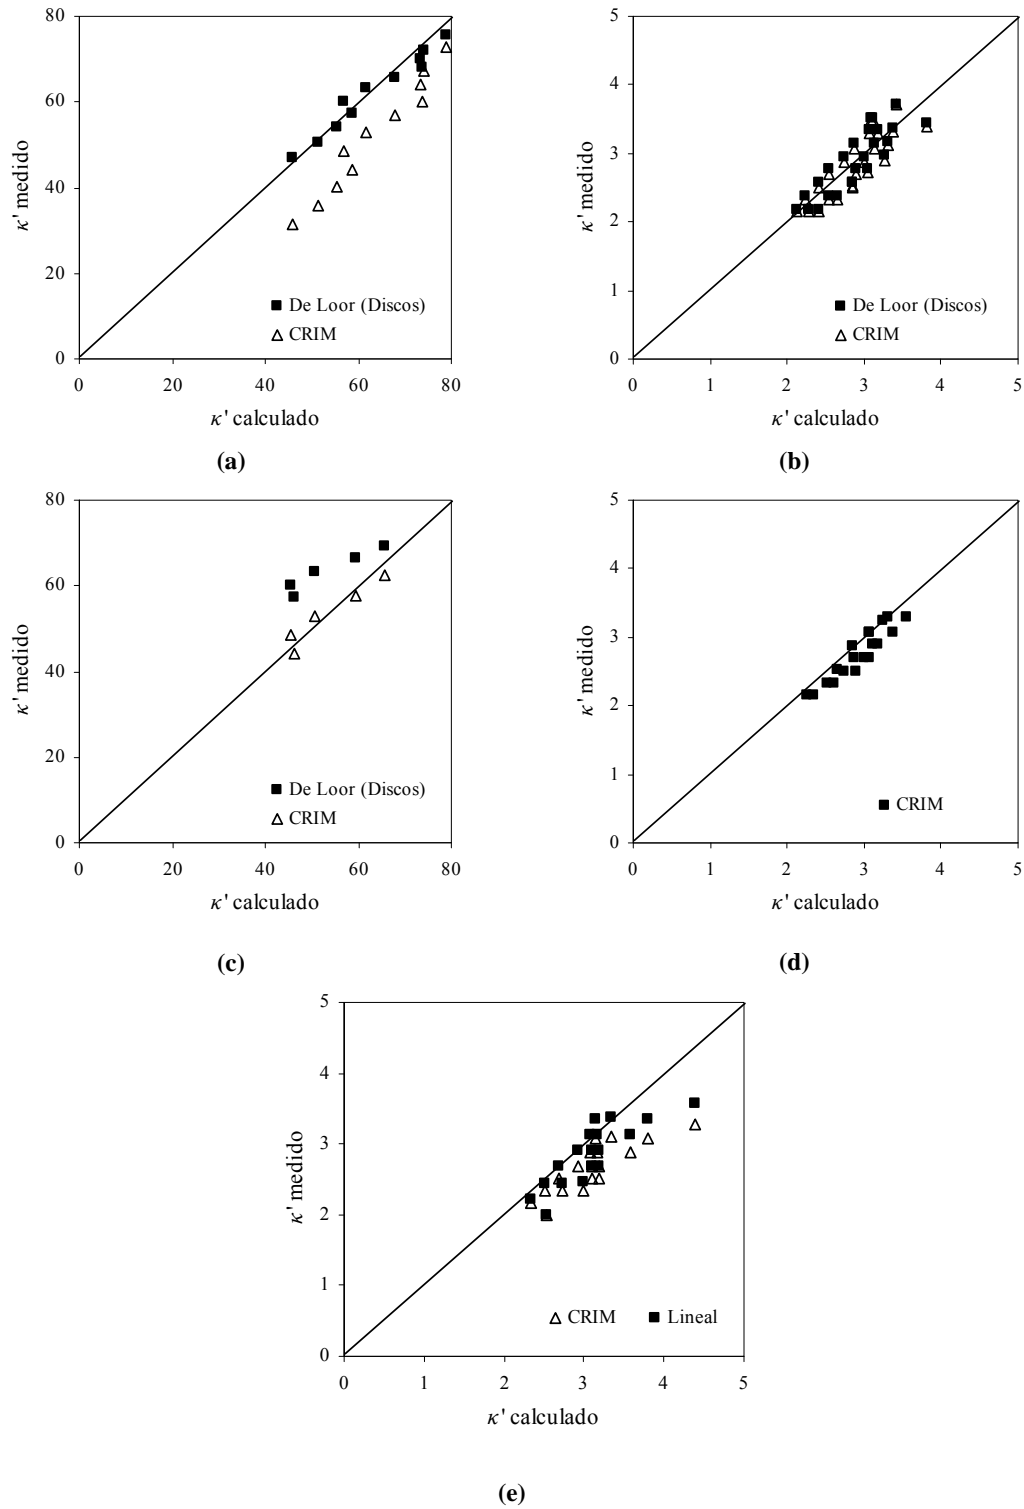 80
60
40
20
0
κ' medido
De Loor (Discos)
CRIM
0 20 40 60 80
κ' calculado
(a)
5
4
3
2
1
0
κ' medido
De Loor (Discos)
CRIM
0 1 2 3 4 5
κ' calculado
(b)
80
60
40
20
0
κ' medido
De Loor (Discos)
CRIM
0 20 40 60 80
κ' calculado
(c)
5
4
3
2
1
0
κ' medido
CRIM
0 1 2 3 4 5
κ' calculado
(d)
5
4
3
2
1
0
κ' medido
CRIM Lineal
0 1 2 3 4 5
κ' calculado
(e)